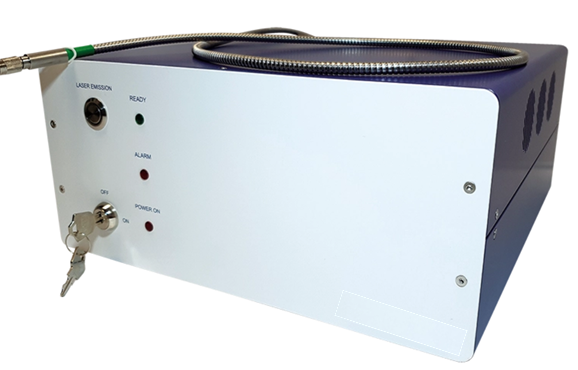 LASER EMISSION
READY
ALARM
OFF
ON
POWER ON